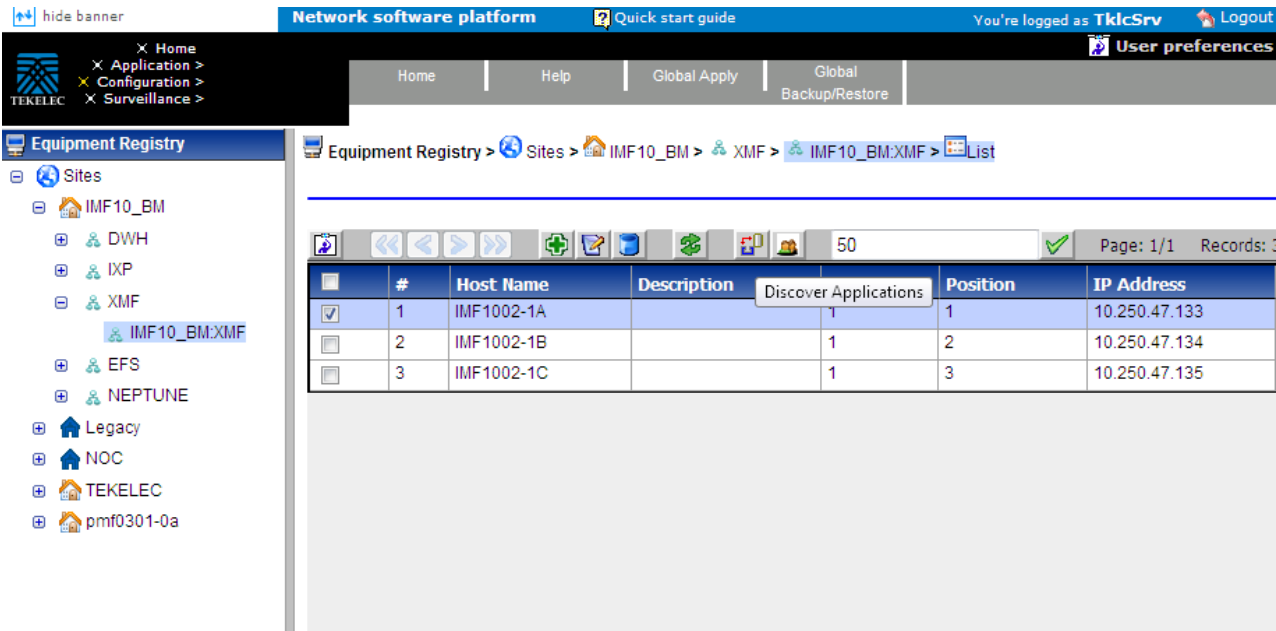 hide banner
Network software platform
Quick start guide
You're logged as TklcSrv
Logout
Home
Application >
Configuration >
Surveillance >
TEKELEC
User preferences
Home
Help
Global Apply
Global
Backup/Restore
Equipment Registry
Equipment Registry > Sites > IMF10_BM > XMF > IMF10_BM:XMF > List
Sites
IMF10_BM
DWH
IXP
XMF
IMF10_BM:XMF
EFS
NEPTUNE
Legacy
NOC
TEKELEC
pmf0301-0a
50
Page: 1/1
Records:
# Host Name Description Position IP Address
Discover Applications
1 IMF1002-1A 1 1 10.250.47.133
2 IMF1002-1B 1 2 10.250.47.134
3 IMF1002-1C 1 3 10.250.47.135